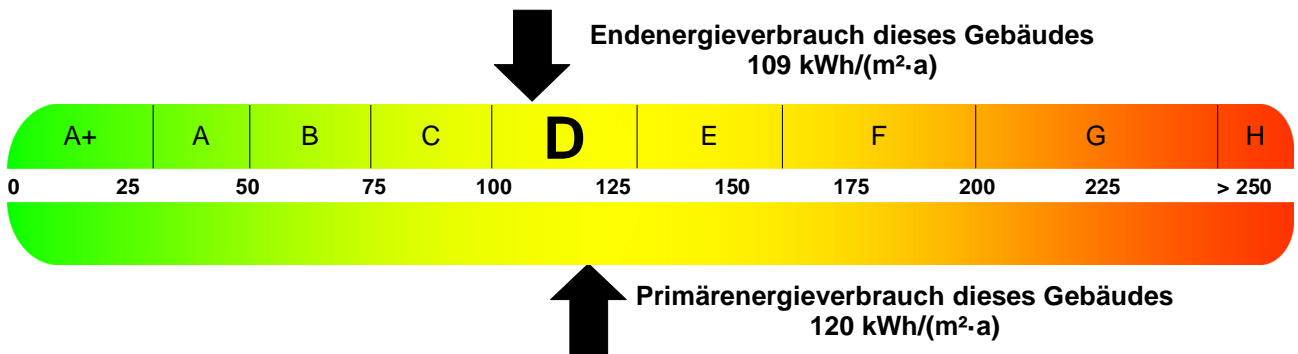 Endenergieverbrauch dieses Gebäudes
109 kWh/(m²·a)
A+ A B C D E F G H
0 25 50 75 100 125 150 175 200 225 > 250
Primärenergieverbrauch dieses Gebäudes
120 kWh/(m²·a)